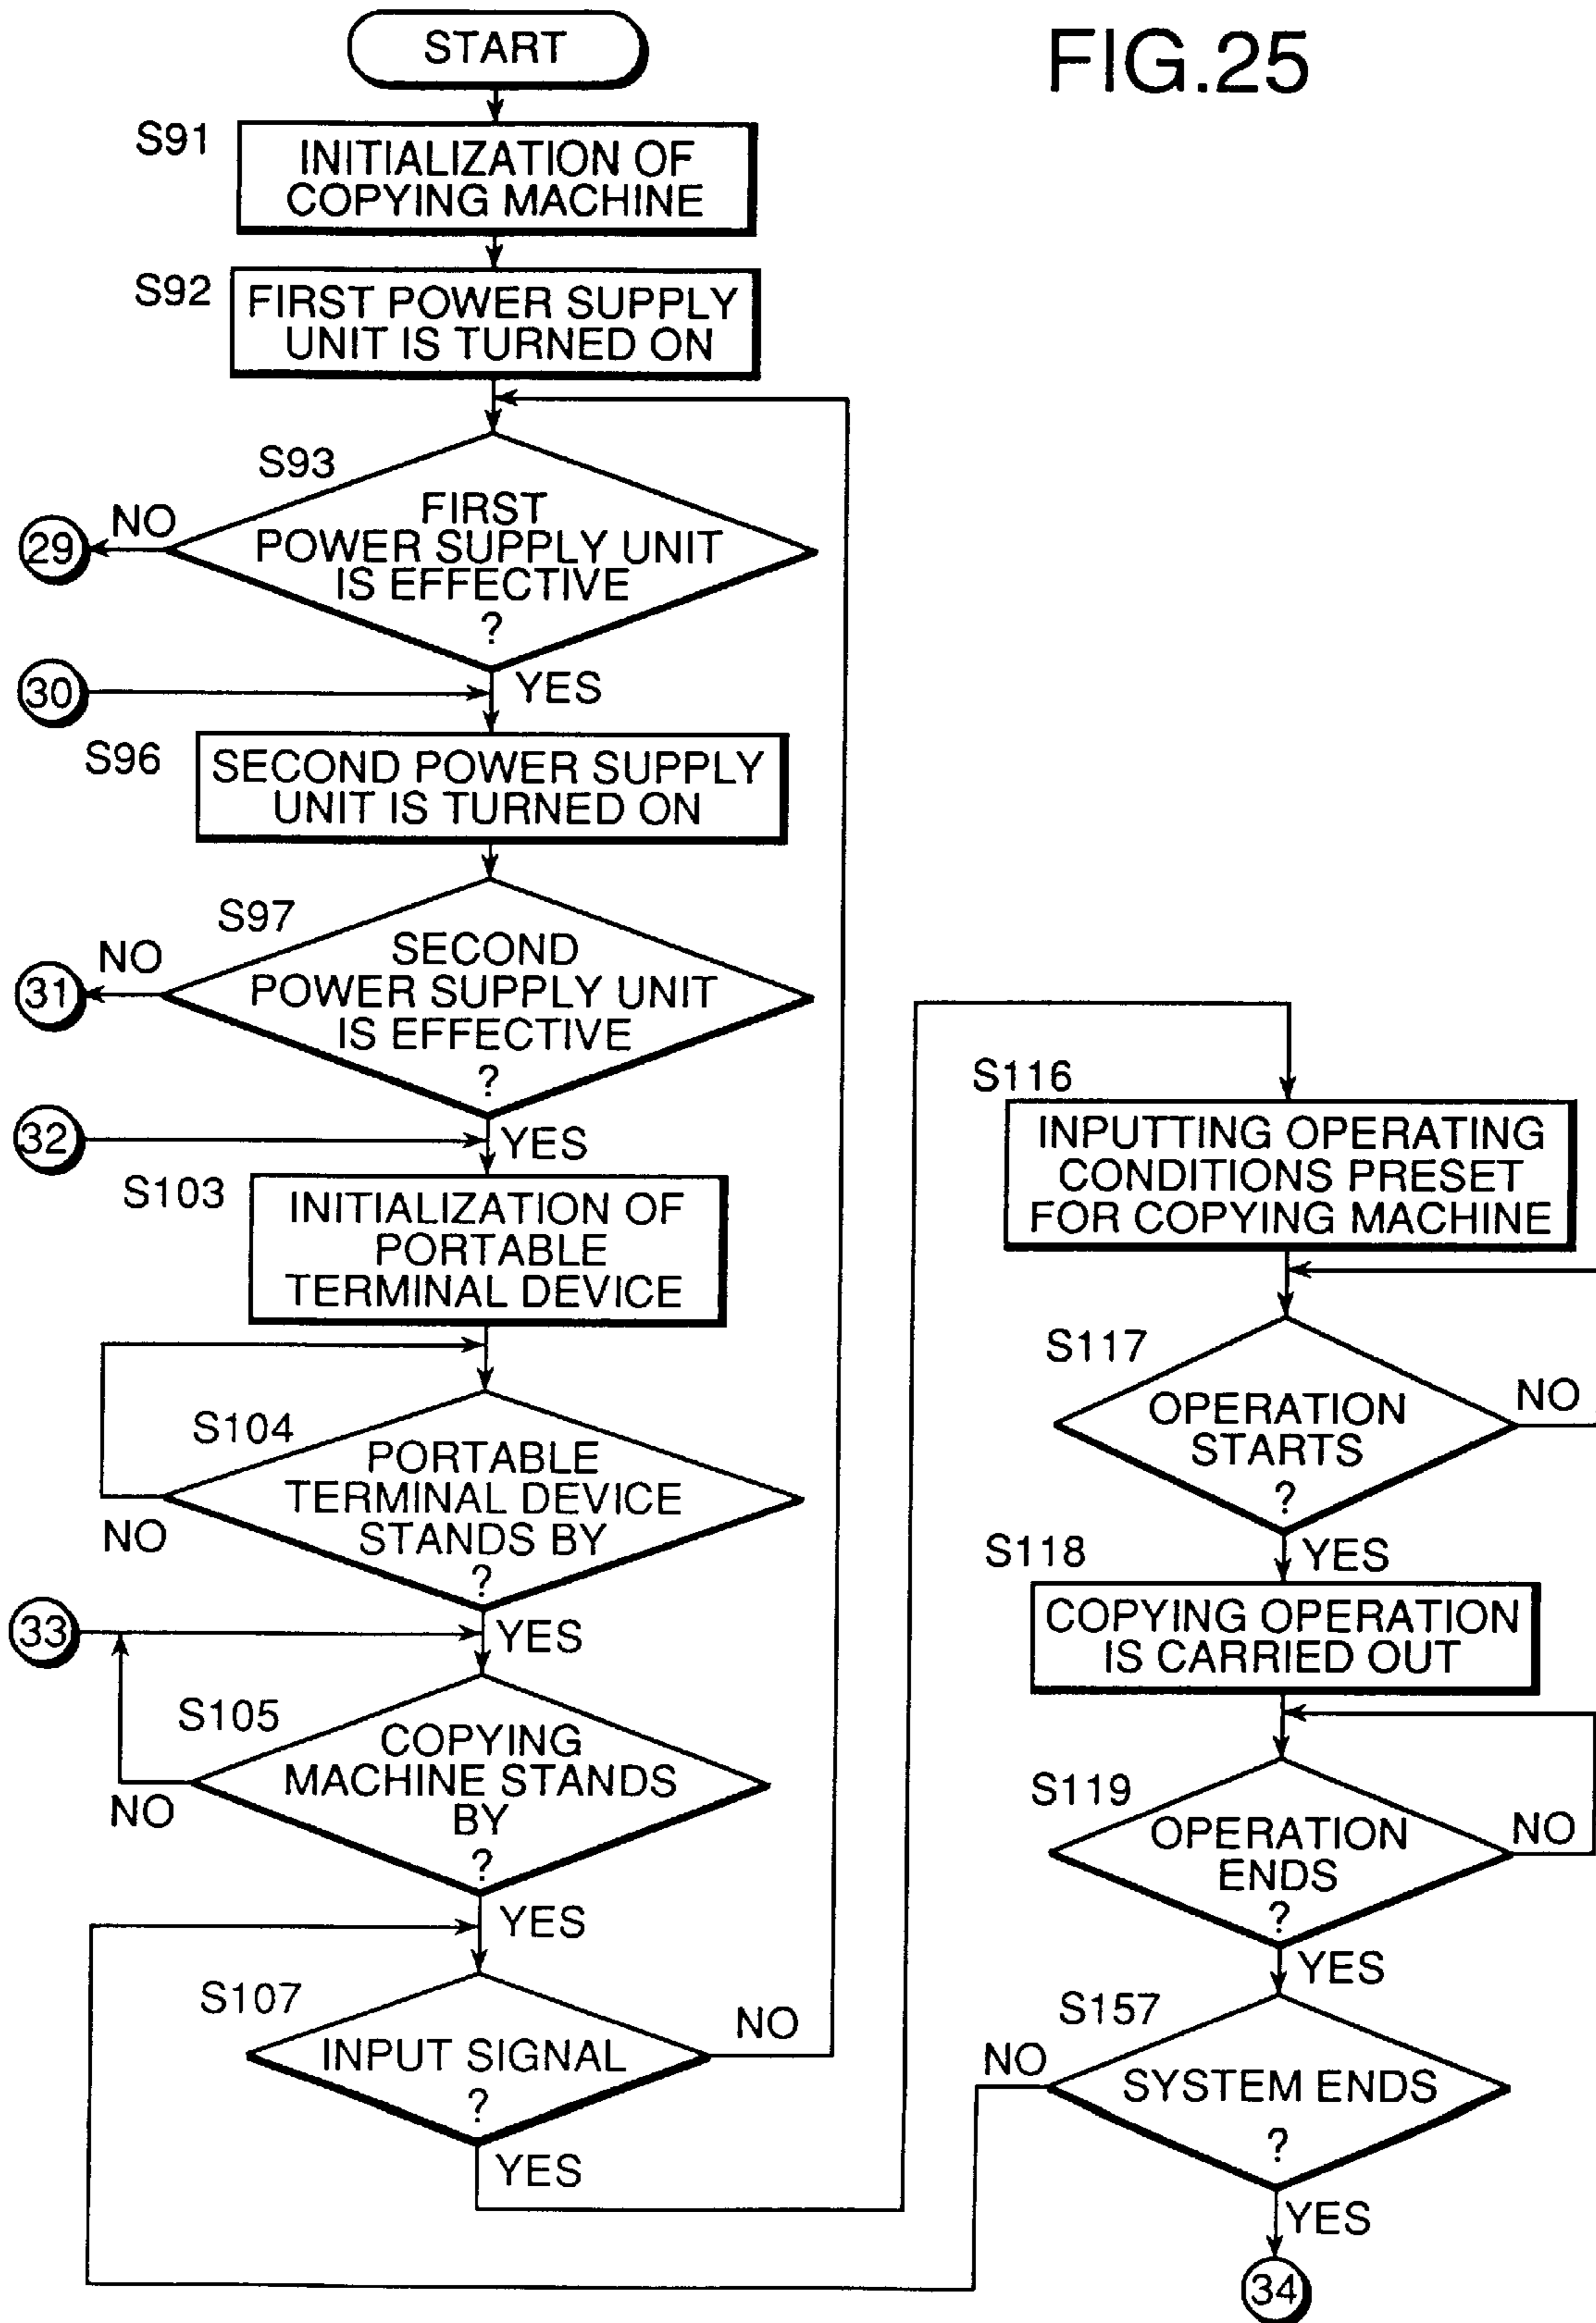 FIG.25
START
S91
INITIALIZATION OF
COPYING MACHINE
S92
FIRST POWER SUPPLY
UNIT IS TURNED ON
S93
FIRST
POWER SUPPLY UNIT
IS EFFECTIVE
?
NO
29
YES
30
S96
SECOND POWER SUPPLY
UNIT IS TURNED ON
S97
SECOND
POWER SUPPLY UNIT
IS EFFECTIVE
?
NO
31
YES
32
S103
INITIALIZATION OF
PORTABLE
TERMINAL DEVICE
S104
PORTABLE
TERMINAL DEVICE
STANDS BY
?
NO
YES
33
S105
COPYING
MACHINE STANDS
BY
?
NO
YES
S107
INPUT SIGNAL
?
NO
YES
S116
INPUTTING OPERATING
CONDITIONS PRESET
FOR COPYING MACHINE
S117
OPERATION
STARTS
?
NO
YES
S118
COPYING OPERATION
IS CARRIED OUT
S119
OPERATION
ENDS
?
NO
YES
S157
SYSTEM ENDS
?
NO
YES
34